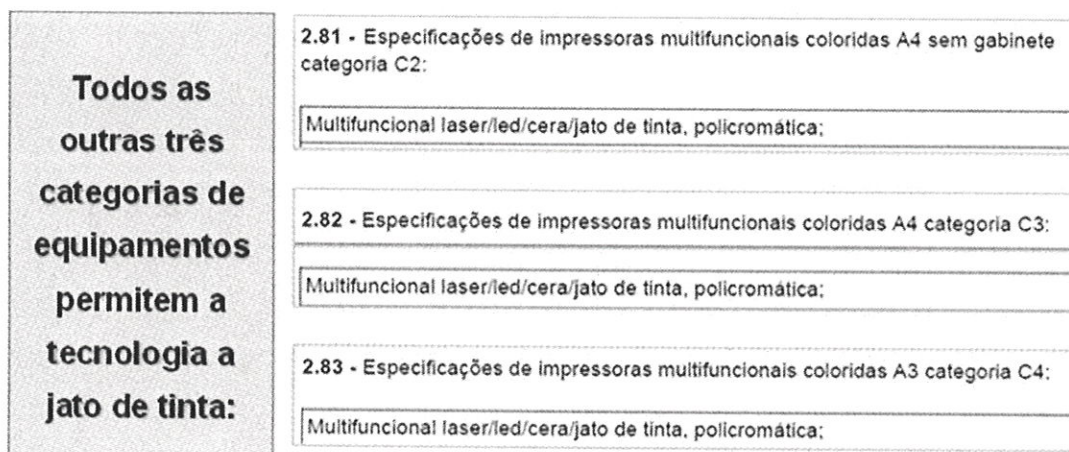 Todos as
outras três
categorias de
equipamentos
permitem a
tecnologia a
jato de tinta:
2.81 - Especificações de impressoras multifuncionais coloridas A4 sem gabinete
categoria C2:
Multifuncional laser/led/cera/jato de tinta, policromática;
2.82 - Especificações de impressoras multifuncionais coloridas A4 categoria C3:
Multifuncional laser/led/cera/jato de tinta, policromática;
2.83 - Especificações de impressoras multifuncionais coloridas A3 categoria C4:
Multifuncional laser/led/cera/jato de tinta, policromática;